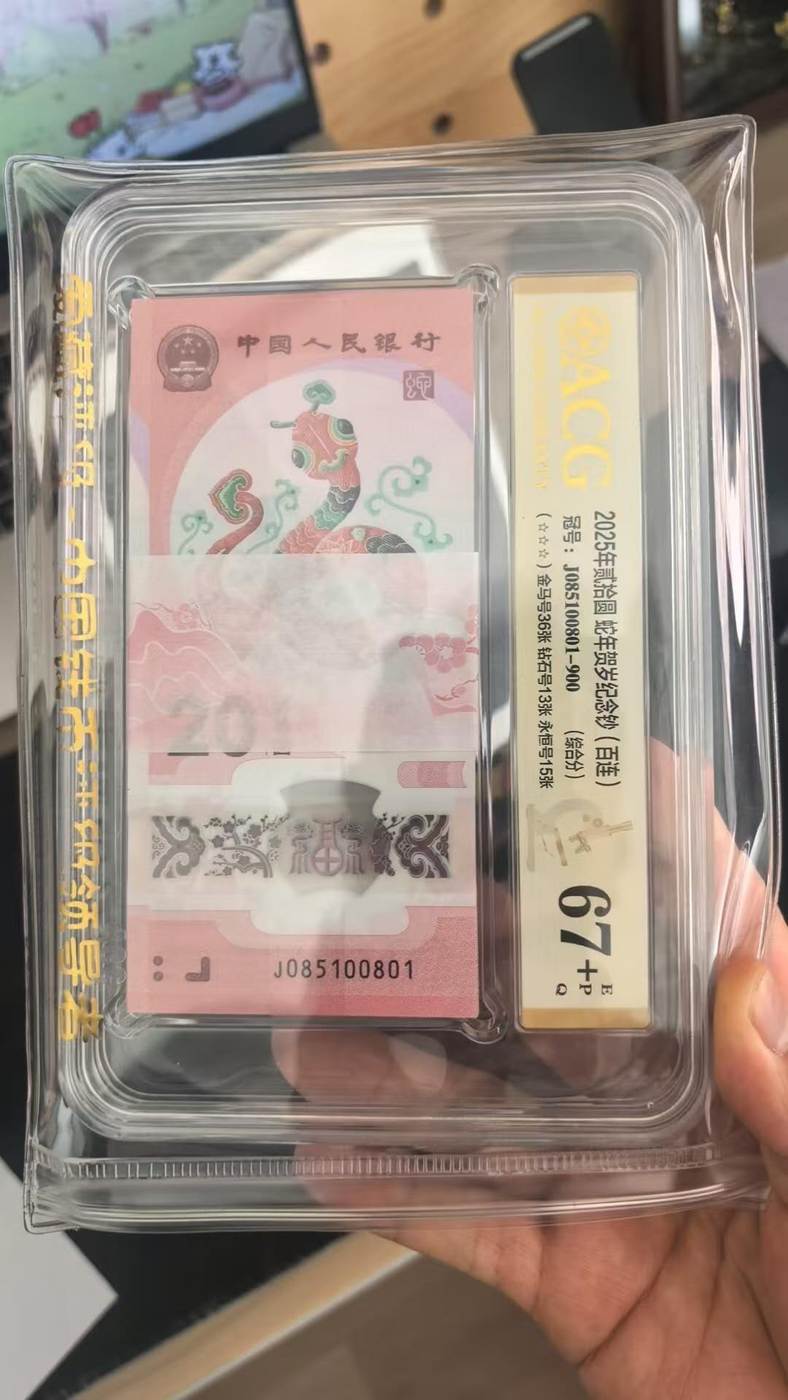 中国人民银行
20
J085100801
ACG
2025年贰拾圆 蛇年贺岁纪念钞（百连）
冠号：J085100801-900 （综合分）
（☆☆☆）金马号36张 钻石号13张 永恒号15张
67+
E
P
Q